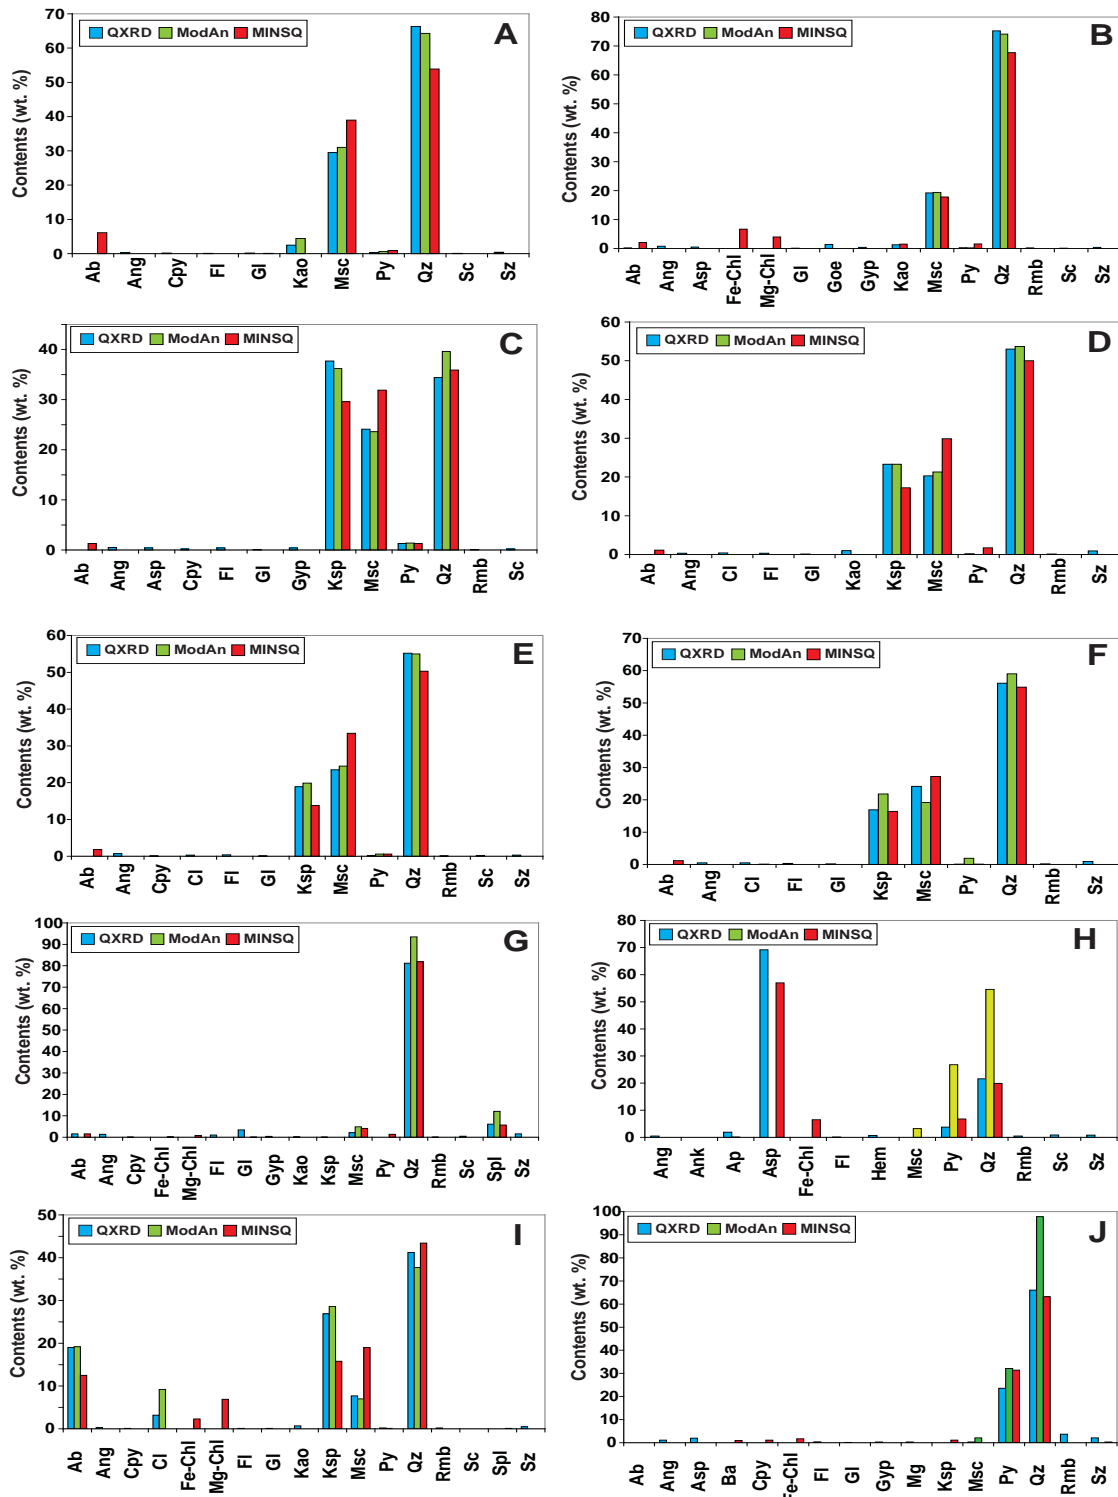 QXRD ModAn MINSQ
A
Contents (wt. %)
70
60
50
40
30
20
10
0
Ab Ang Cpy Fl Gl Kao Msc Py Qz Sc Sz
QXRD ModAn MINSQ
B
Contents (wt. %)
80
70
60
50
40
30
20
10
0
Ab Ang Asp Fe-Chl Mg-Chl Gl Goe Gyp Kao Msc Py Qz Rmb Sc Sz
QXRD ModAn MINSQ
C
Contents (wt. %)
40
30
20
10
0
Ab Ang Asp Cpy Fl Gl Gyp Ksp Msc Py Qz Rmb Sc
QXRD ModAn MINSQ
D
Contents (wt. %)
60
50
40
30
20
10
0
Ab Ang Cl Fl Gl Kao Ksp Msc Py Qz Rmb Sz
QXRD ModAn MINSQ
E
Contents (wt. %)
60
50
40
30
20
10
0
Ab Ang Cpy Cl Fl Gl Ksp Msc Py Qz Rmb Sc Sz
QXRD ModAn MINSQ
F
Contents (wt. %)
70
60
50
40
30
20
10
0
Ab Ang Cl Fl Gl Ksp Msc Py Qz Rmb Sz
QXRD ModAn MINSQ
G
Contents (wt. %)
100
90
80
70
60
50
40
30
20
10
0
Ab Ang Cpy Fe-Chl Mg-Chl Fl Gl Gyp Kao Ksp Msc Py Qz Rmb Sc Spl Sz
QXRD ModAn MINSQ
H
Contents (wt. %)
80
70
60
50
40
30
20
10
0
Ang Ank Ap Asp Fe-Chl Fl Hem Msc Py Qz Rmb Sc Sz
QXRD ModAn MINSQ
I
Contents (wt. %)
50
40
30
20
10
0
Ab Ang Cpy Cl Fe-Chl Mg-Chl Fl Gl Kao Ksp Msc Py Qz Rmb Sc Spl Sz
QXRD ModAn MINSQ
J
Contents (wt. %)
100
90
80
70
60
50
40
30
20
10
0
Ab Ang Asp Ba Cpy Fe-Chl Fl Gl Gyp Mg Ksp Msc Py Qz Rmb Sz